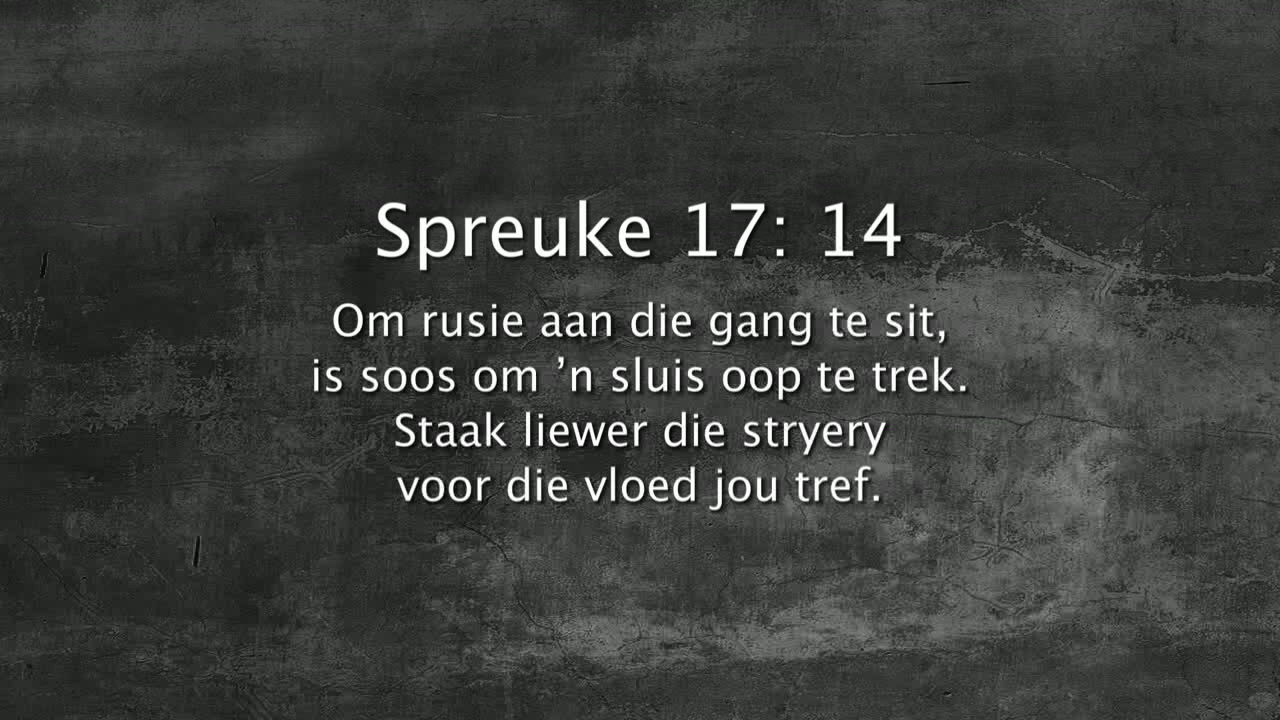 Spreuke 17: 14
Om rusie aan die gang te sit,
is soos om ’n sluis oop te trek.
Staak liewer die stryery
voor die vloed jou tref.